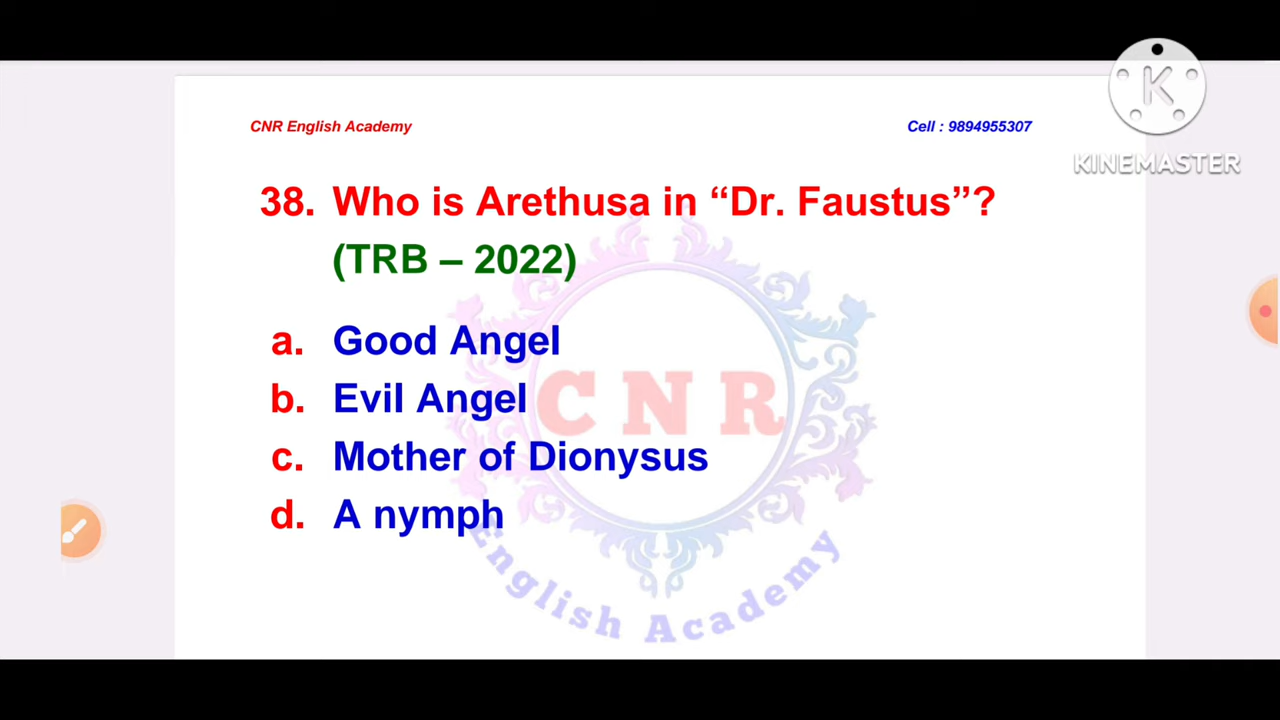 CNR English Academy
Cell : 9894955307
K
KINEMASTER
38. Who is Arethusa in “Dr. Faustus”?
(TRB – 2022)
a. Good Angel
b. Evil Angel
c. Mother of Dionysus
d. A nymph
CNR
English Academy